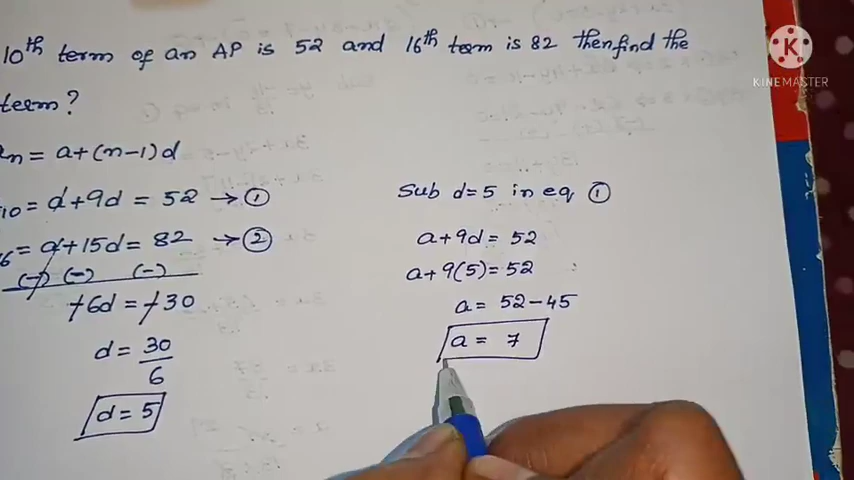 10th term of an AP is 52 and 16th term is 82 then find the
term?
n = a+(n-1)d
10 = a+9d = 52 → ①
Sub d=5 in eq ①
6 = a+15d = 82 → ②
a+9d = 52
(-) (-) (-)
a+9(5) = 52
-6d = -30
a = 52-45
d = 30/6
a = 7
d = 5
K
KINEMASTER